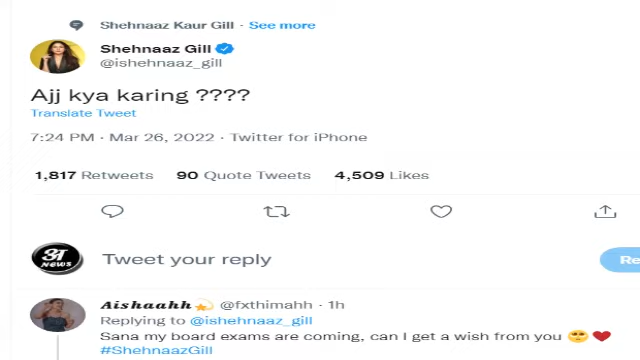 Shehnaaz Kaur Gill · See more
Shehnaaz Gill
@ishehnaaz_gill
Ajj kya karing ????
Translate Tweet
7:24 PM · Mar 26, 2022 · Twitter for iPhone
1,817 Retweets 90 Quote Tweets 4,509 Likes
NEWS
Tweet your reply
Re
Aishaahh 💫 @fxthimahh · 1h
Replying to @ishehnaaz_gill
Sana my board exams are coming, can I get a wish from you 🥺❤️
#ShehnaazGill